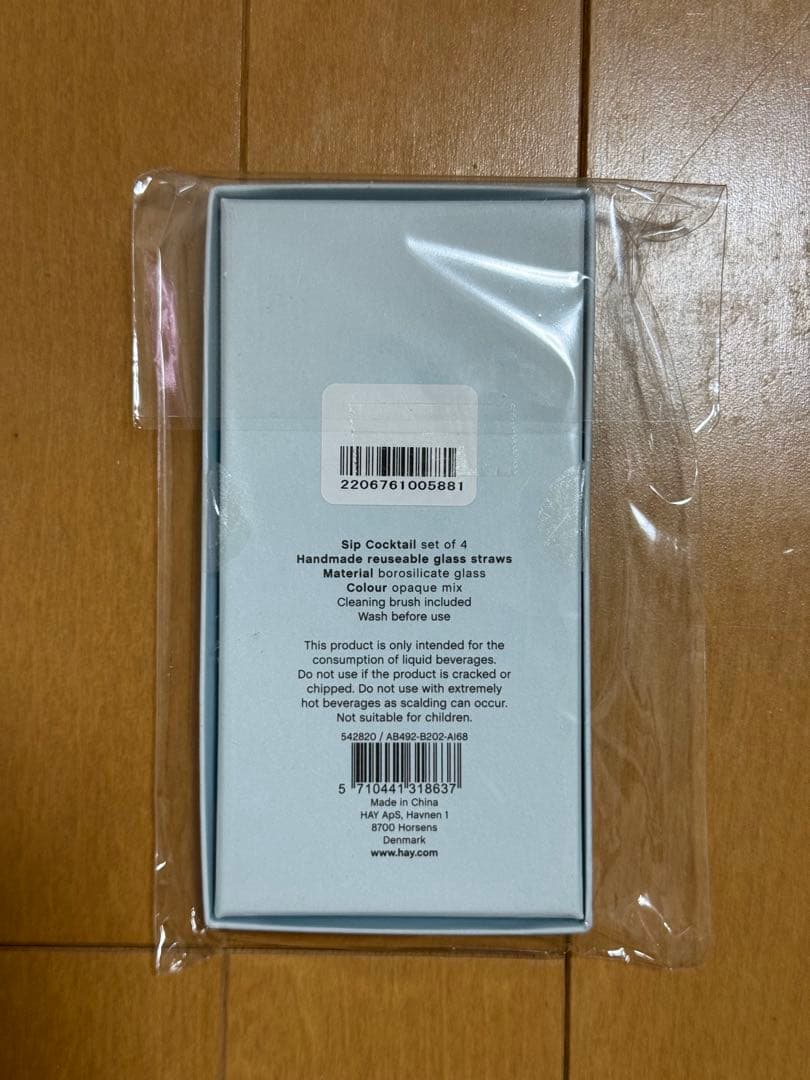 2206761005881
Sip Cocktail set of 4
Handmade reuseable glass straws
Material borosilicate glass
Colour opaque mix
Cleaning brush included
Wash before use
This product is only intended for the
consumption of liquid beverages.
Do not use if the product is cracked or
chipped. Do not use with extremely
hot beverages as scalding can occur.
Not suitable for children.
542820 / AB492-B202-AI68
5 710441 318637
Made in China
HAY ApS, Havnen 1
8700 Horsens
Denmark
www.hay.com